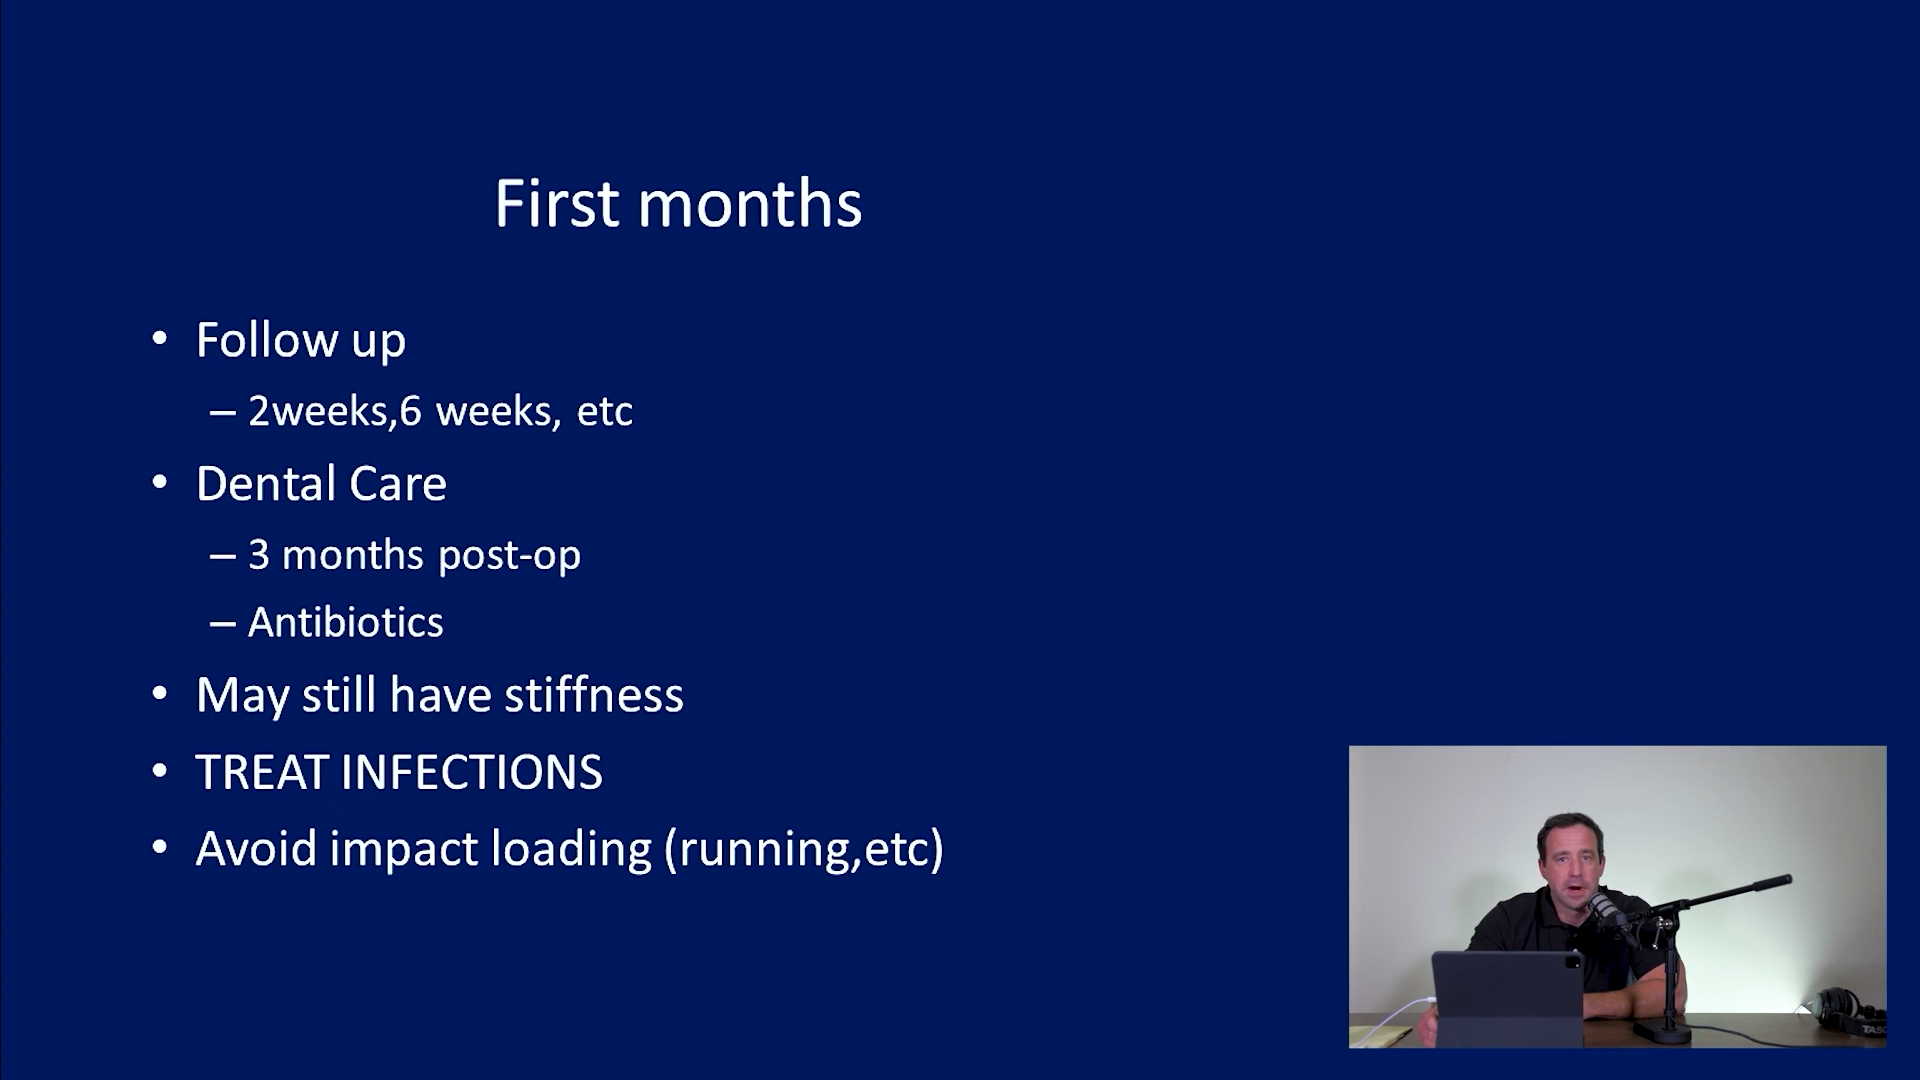 First months
• Follow up
– 2weeks,6 weeks, etc
• Dental Care
– 3 months post-op
– Antibiotics
• May still have stiffness
• TREAT INFECTIONS
• Avoid impact loading (running,etc)